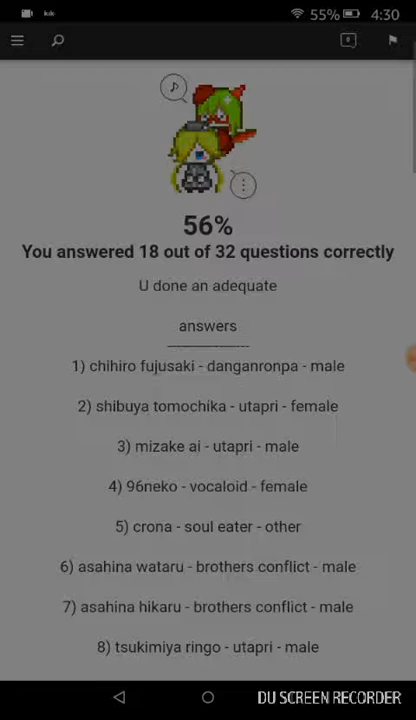 55% 4:30
56%
You answered 18 out of 32 questions correctly
U done an adequate
answers
1) chihiro fujusaki - danganronpa - male
2) shibuya tomochika - utapri - female
3) mizake ai - utapri - male
4) 96neko - vocaloid - female
5) crona - soul eater - other
6) asahina wataru - brothers conflict - male
7) asahina hikaru - brothers conflict - male
8) tsukimiya ringo - utapri - male
DU SCREEN RECORDER